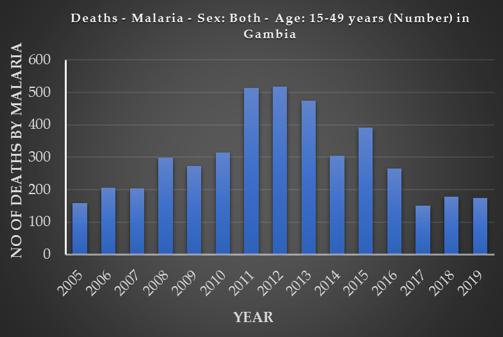 Deaths - Malaria - Sex: Both - Age: 15-49 years (Number) in
Gambia
NO OF DEATHS BY MALARIA
600
500
400
300
200
100
0
2005 2006 2007 2008 2009 2010 2011 2012 2013 2014 2015 2016 2017 2018 2019
YEAR